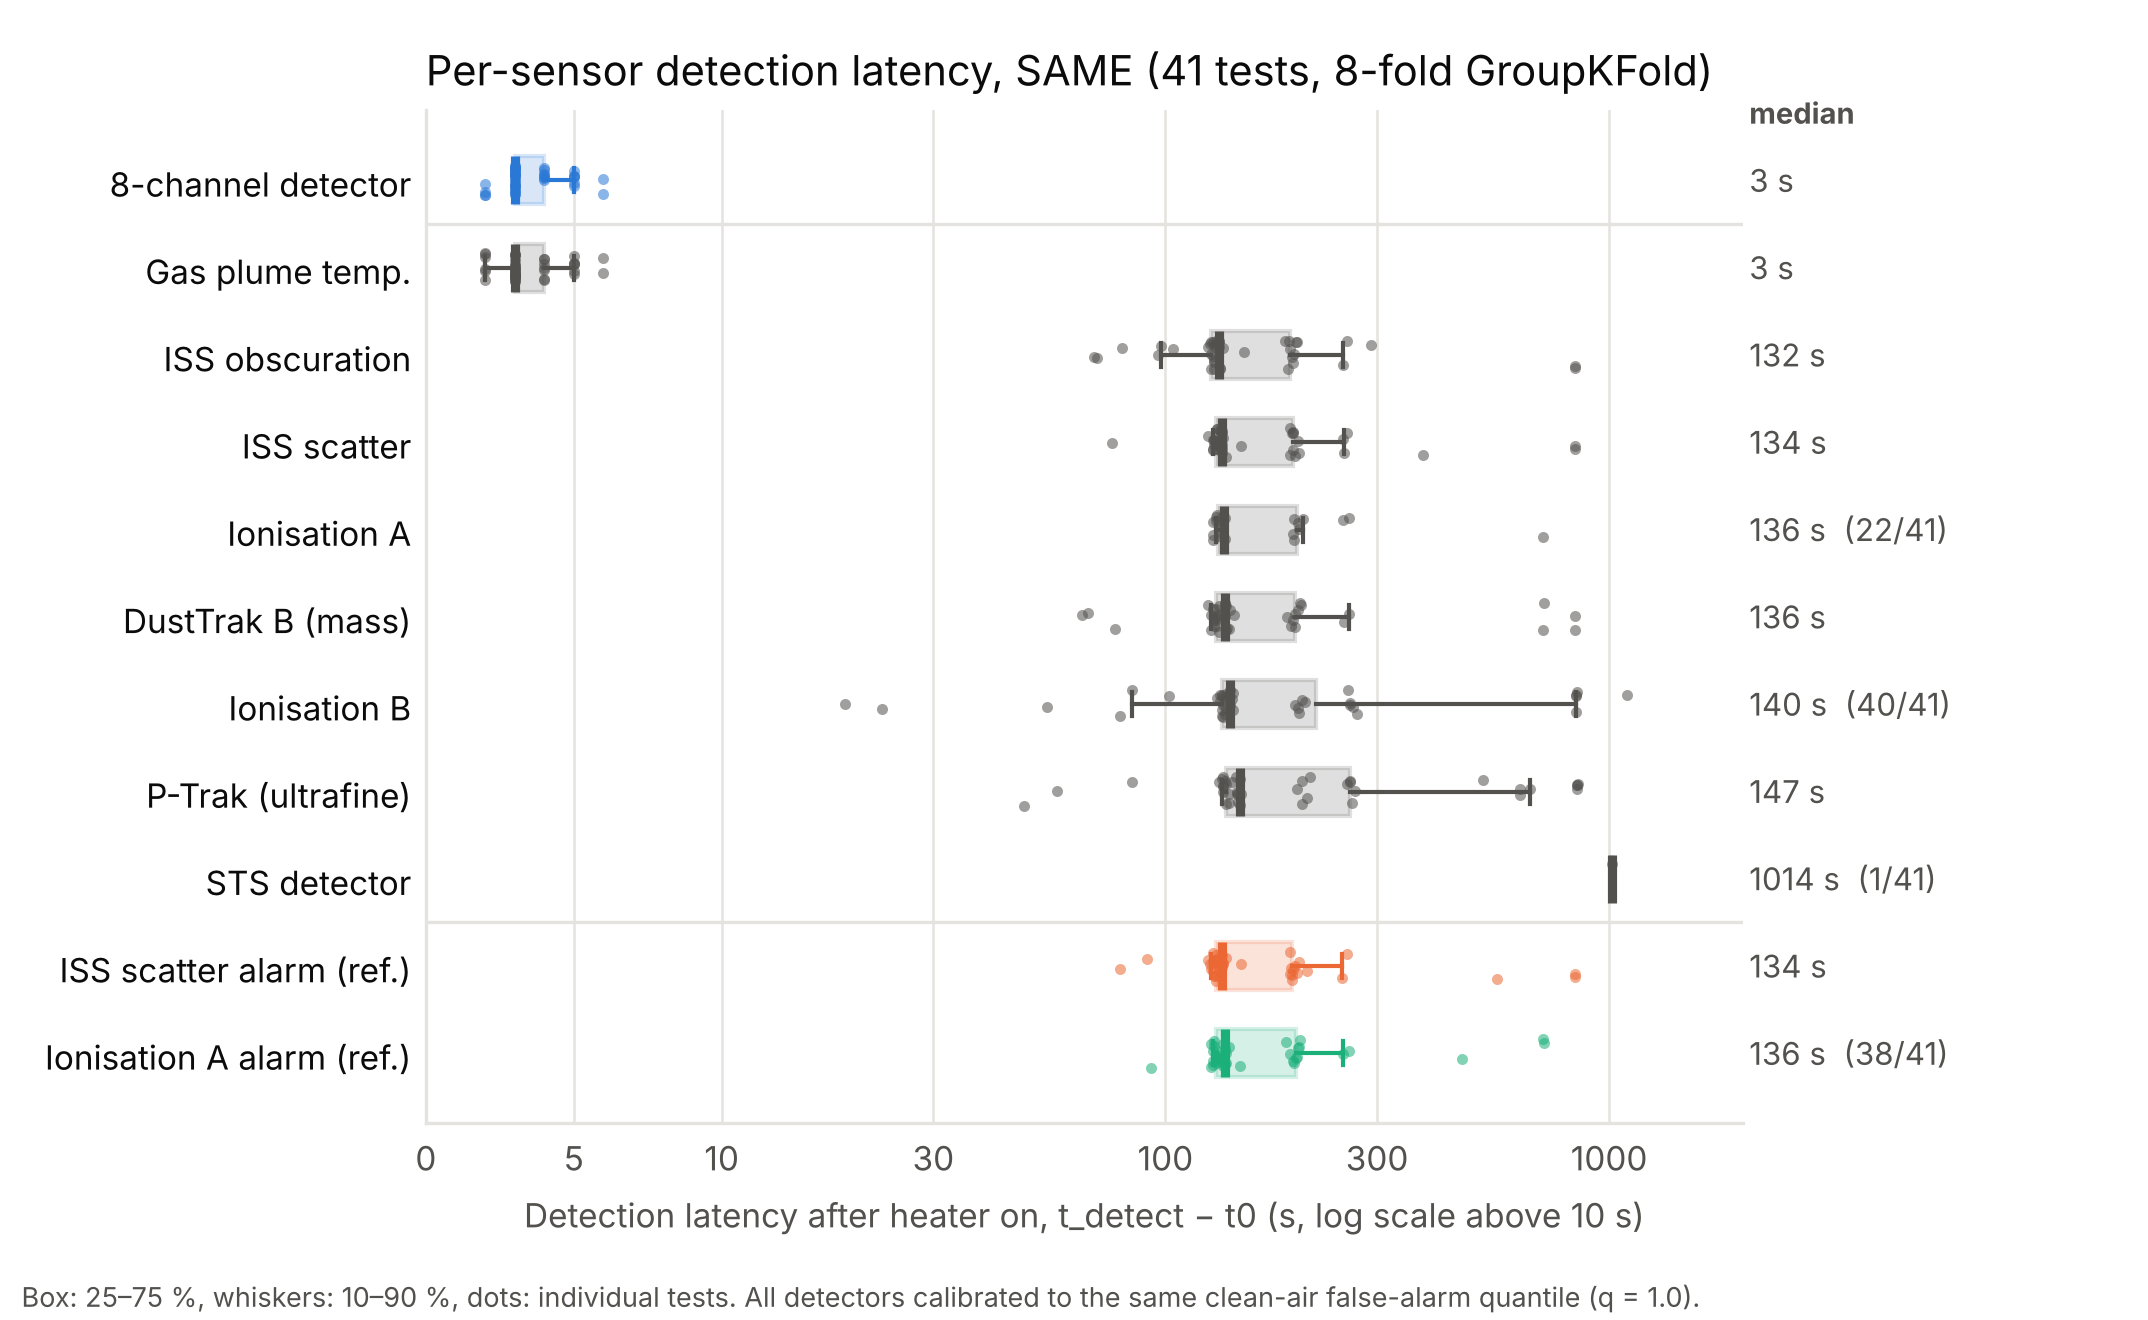 Per-sensor detection latency, SAME (41 tests, 8-fold GroupKFold)
median
8-channel detector 3 s
Gas plume temp. 3 s
ISS obscuration 132 s
ISS scatter 134 s
Ionisation A 136 s (22/41)
DustTrak B (mass) 136 s
Ionisation B 140 s (40/41)
P-Trak (ultrafine) 147 s
STS detector 1014 s (1/41)
ISS scatter alarm (ref.) 134 s
Ionisation A alarm (ref.) 136 s (38/41)
0 5 10 30 100 300 1000
Detection latency after heater on, t_detect − t0 (s, log scale above 10 s)
Box: 25–75 %, whiskers: 10–90 %, dots: individual tests. All detectors calibrated to the same clean-air false-alarm quantile (q = 1.0).